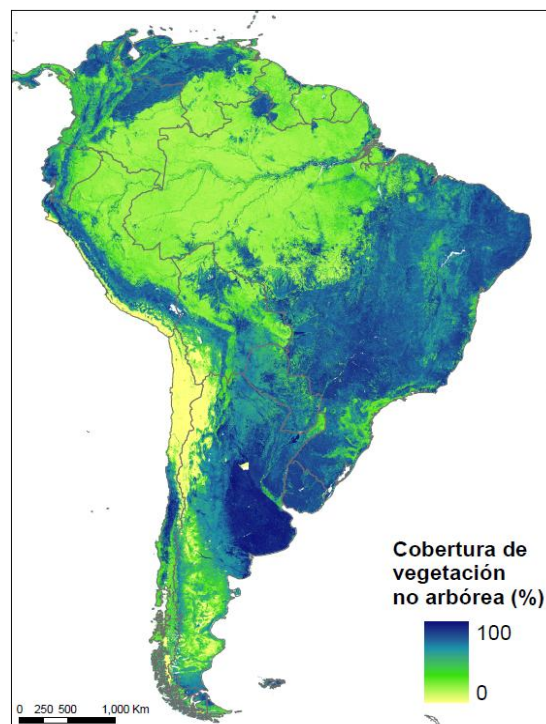 Cobertura de
vegetación
no arbórea (%)
100
0
0 250 500 1,000 Km